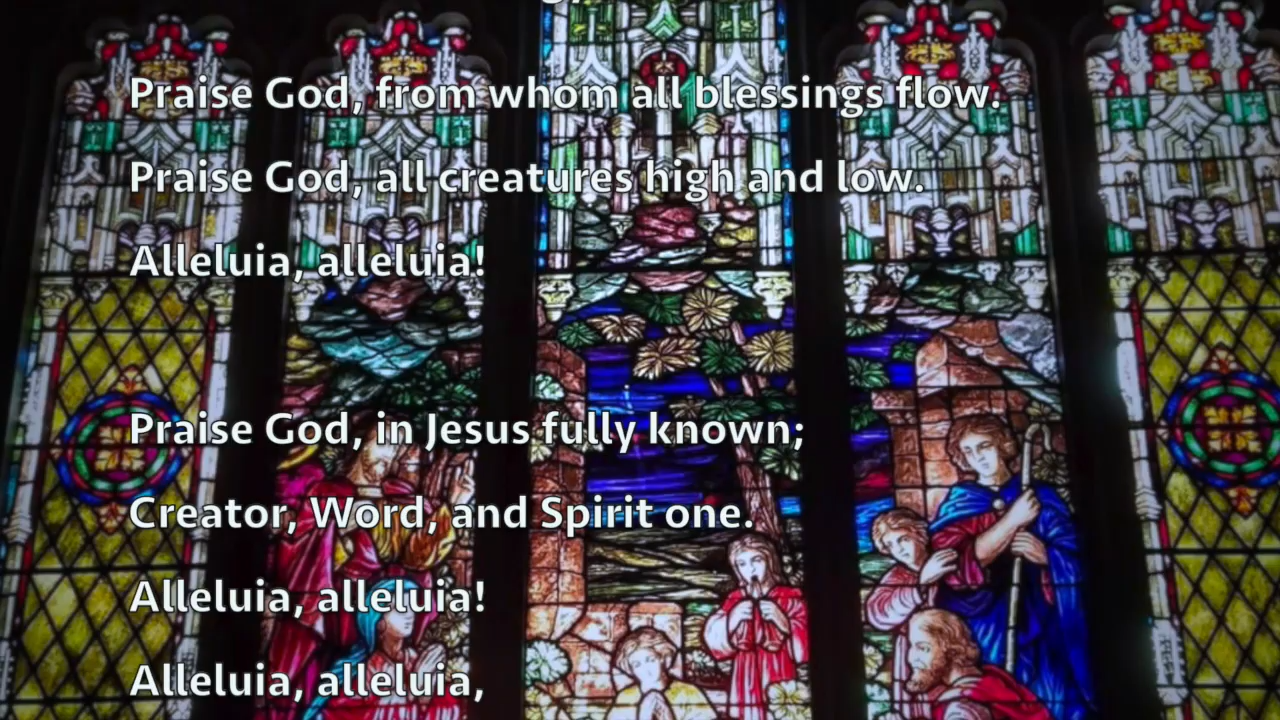 Praise God, from whom all blessings flow.
Praise God, all creatures high and low.
Alleluia, alleluia!
Praise God, in Jesus fully known;
Creator, Word, and Spirit one.
Alleluia, alleluia!
Alleluia, alleluia,